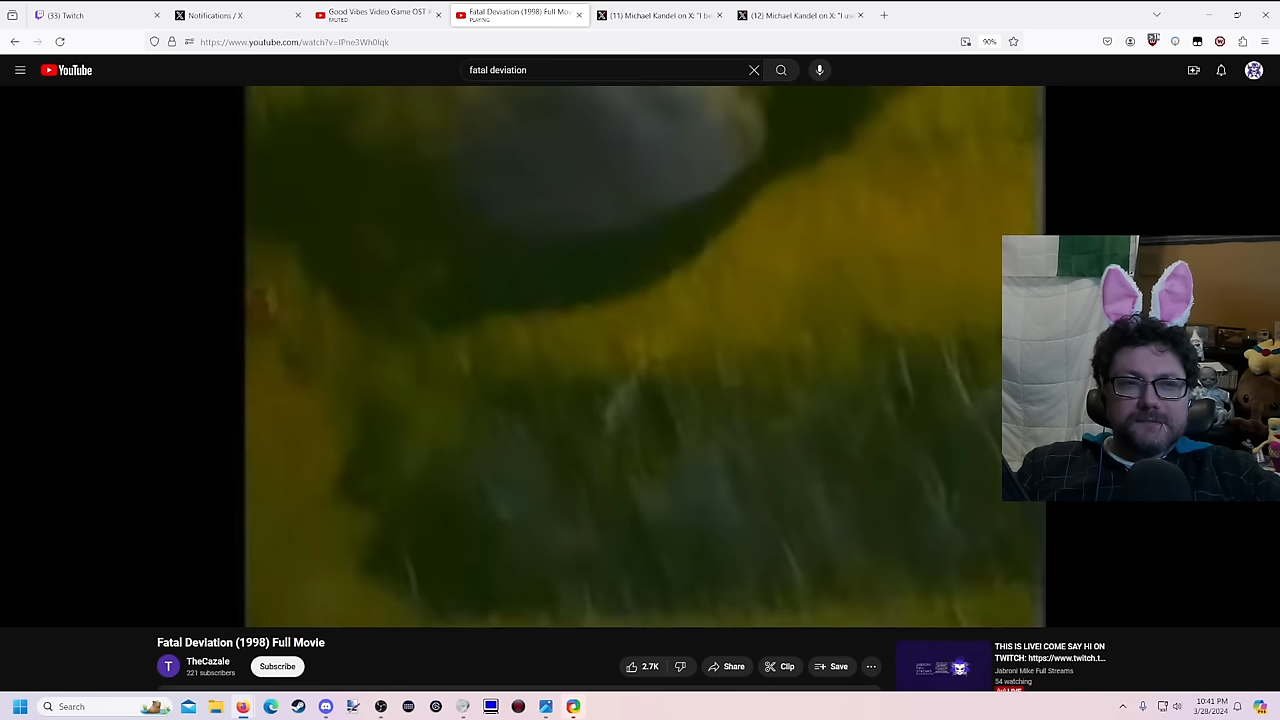 (33) Twitch
Notifications / X
Good Vibes Video Game OST
MUTED
Fatal Deviation (1998) Full Mov
PLAYING
(11) Michael Kandel on X: "I be
(12) Michael Kandel on X: "I use
https://www.youtube.com/watch?v=IPne3Wh0lqk
90%
YouTube
fatal deviation
Fatal Deviation (1998) Full Movie
T
TheCazale
221 subscribers
Subscribe
2.7K
Share
Clip
Save
THIS IS LIVE! COME SAY HI ON
TWITCH: https://www.twitch.t...
Jabroni Mike Full Streams
54 watching
LIVE
Search
10:41 PM
3/28/2024